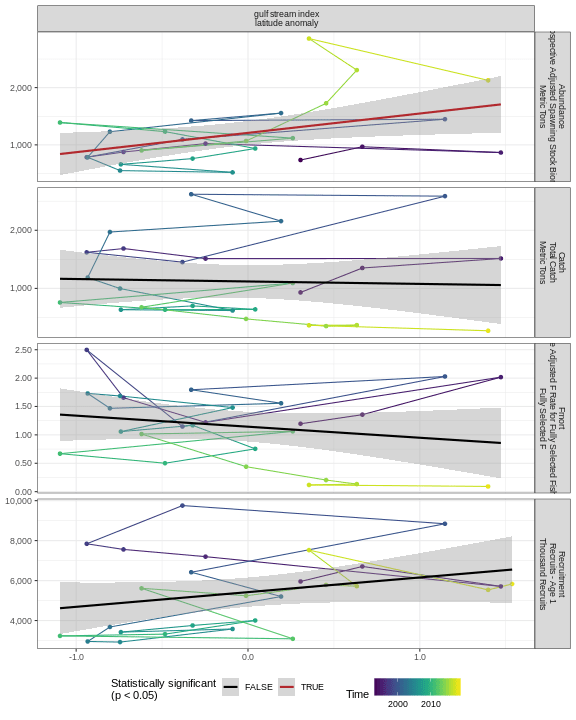 gulf stream index
latitude anomaly
2,000
1,000
Abundance
Adjusted Spawning Stock
Metric Tons
2,000
1,000
Catch
Total Catch
Metric Tons
2.50
2.00
1.50
1.00
0.50
0.00
Fmort
Adjusted F Rate for Fully Selected
Fully Selected F
10,000
8,000
6,000
4,000
Recruitment
Recruits - Age 1
Thousand Recruits
-1.0
0.0
1.0
Statistically significant
(p < 0.05)
FALSE
TRUE
Time
2000
2010